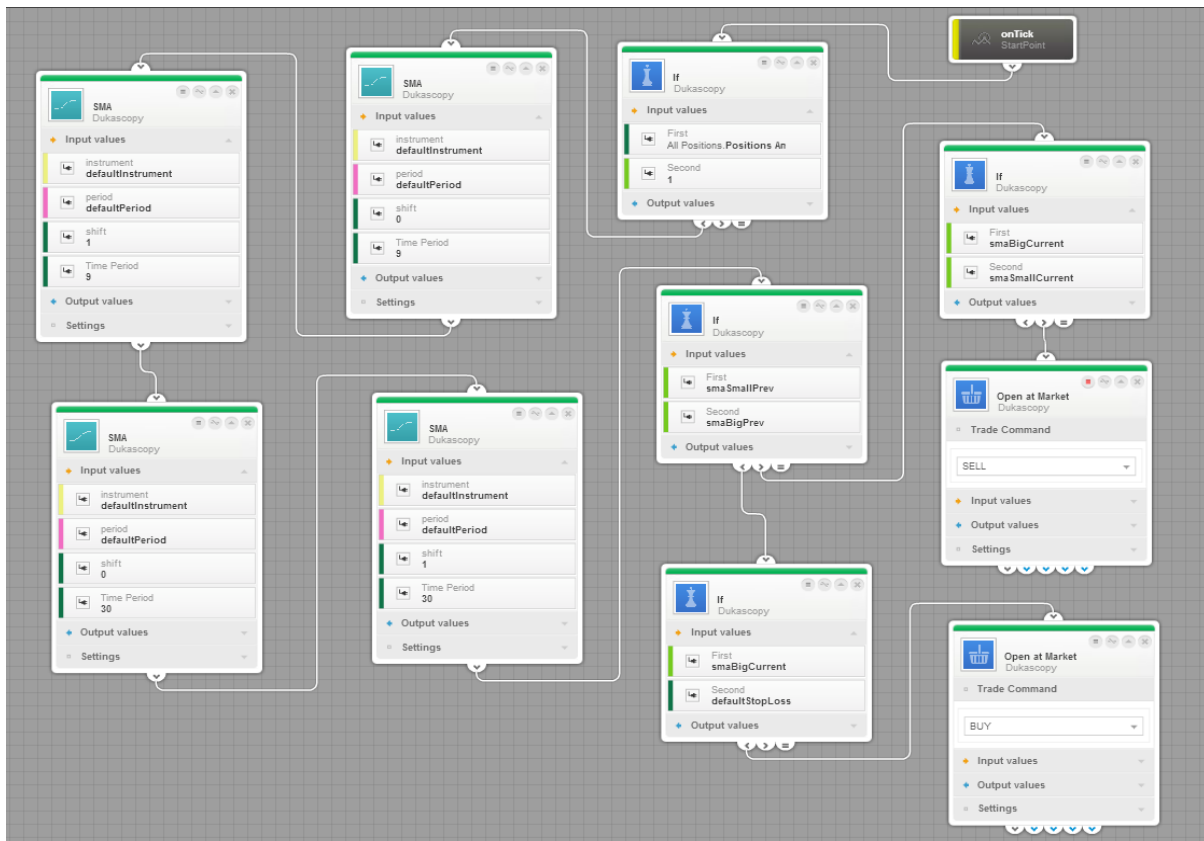 onTick
StartPoint
SMA
Dukascopy
Input values
instrument
defaultInstrument
period
defaultPeriod
shift
1
Time Period
9
Output values
Settings
SMA
Dukascopy
Input values
instrument
defaultInstrument
period
defaultPeriod
shift
0
Time Period
9
Output values
Settings
If
Dukascopy
Input values
First
All Positions.Positions An
Second
1
Output values
If
Dukascopy
Input values
First
smaBigCurrent
Second
smaSmallCurrent
Output values
SMA
Dukascopy
Input values
instrument
defaultInstrument
period
defaultPeriod
shift
0
Time Period
30
Output values
Settings
SMA
Dukascopy
Input values
instrument
defaultInstrument
period
defaultPeriod
shift
1
Time Period
30
Output values
Settings
If
Dukascopy
Input values
First
smaSmallPrev
Second
smaBigPrev
Output values
Open at Market
Dukascopy
Trade Command
SELL
Input values
Output values
Settings
If
Dukascopy
Input values
First
smaBigCurrent
Second
defaultStopLoss
Output values
Open at Market
Dukascopy
Trade Command
BUY
Input values
Output values
Settings